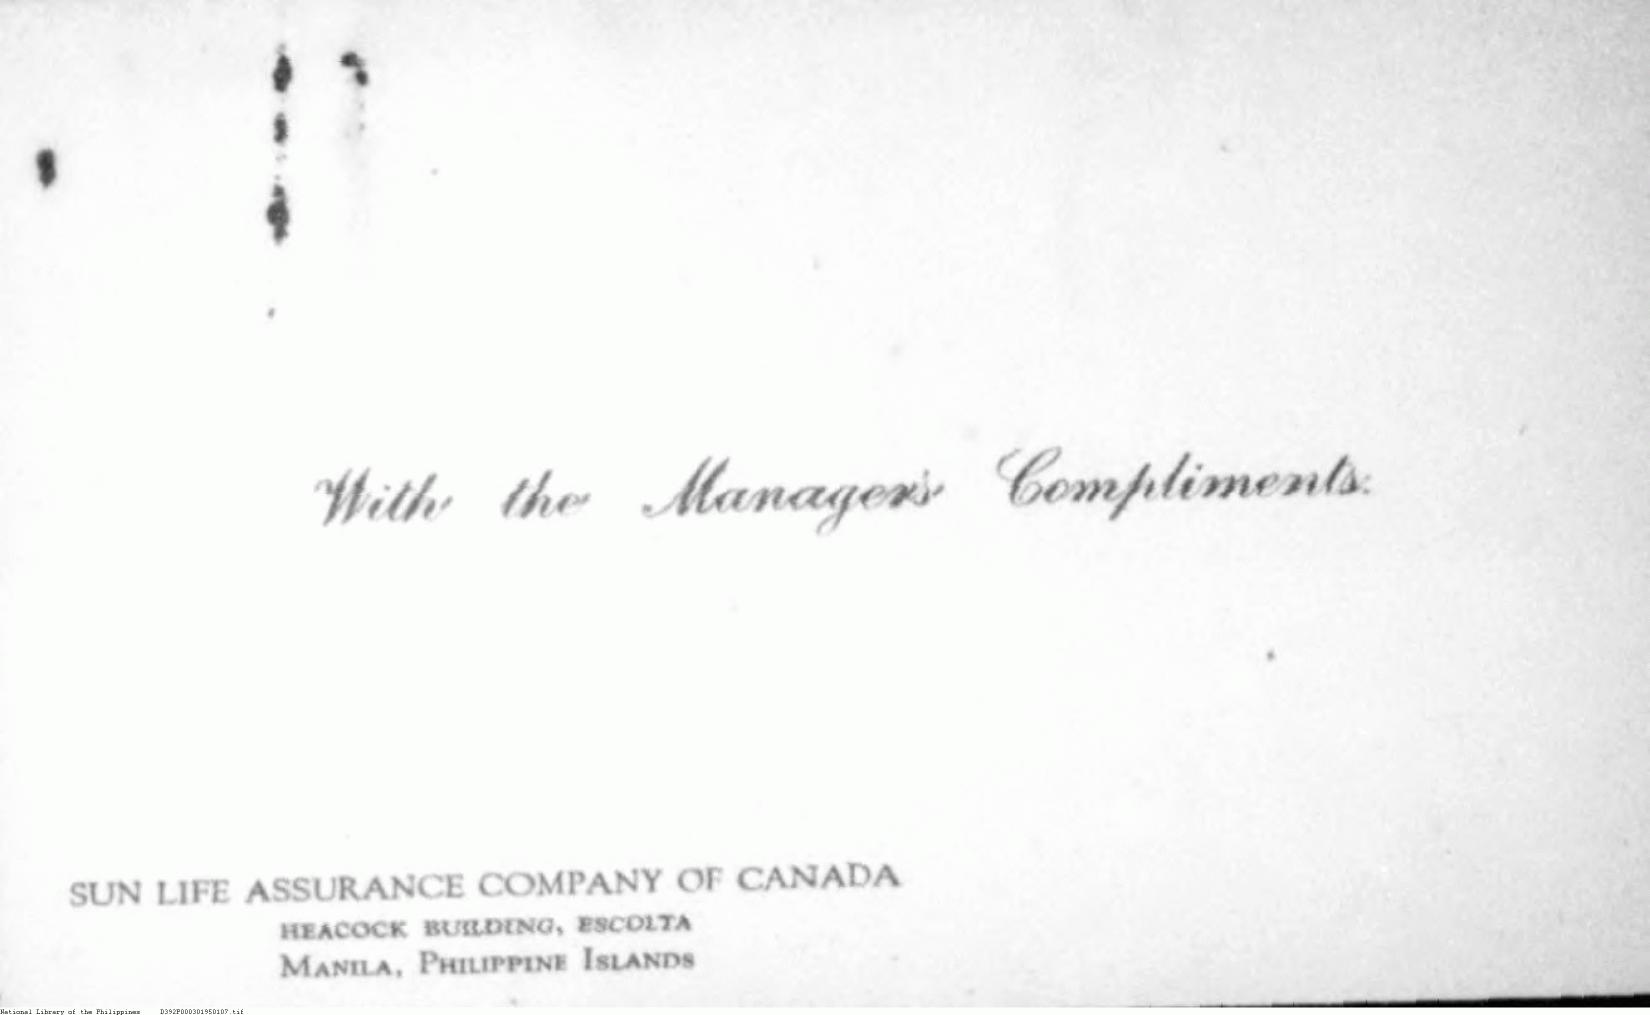 With the Manager's Compliments.
SUN LIFE ASSURANCE COMPANY OF CANADA
HEACOCK BUILDING, ESCOLTA
MANILA, PHILIPPINE ISLANDS
National Library of the Philippines D392P000301950107.tif